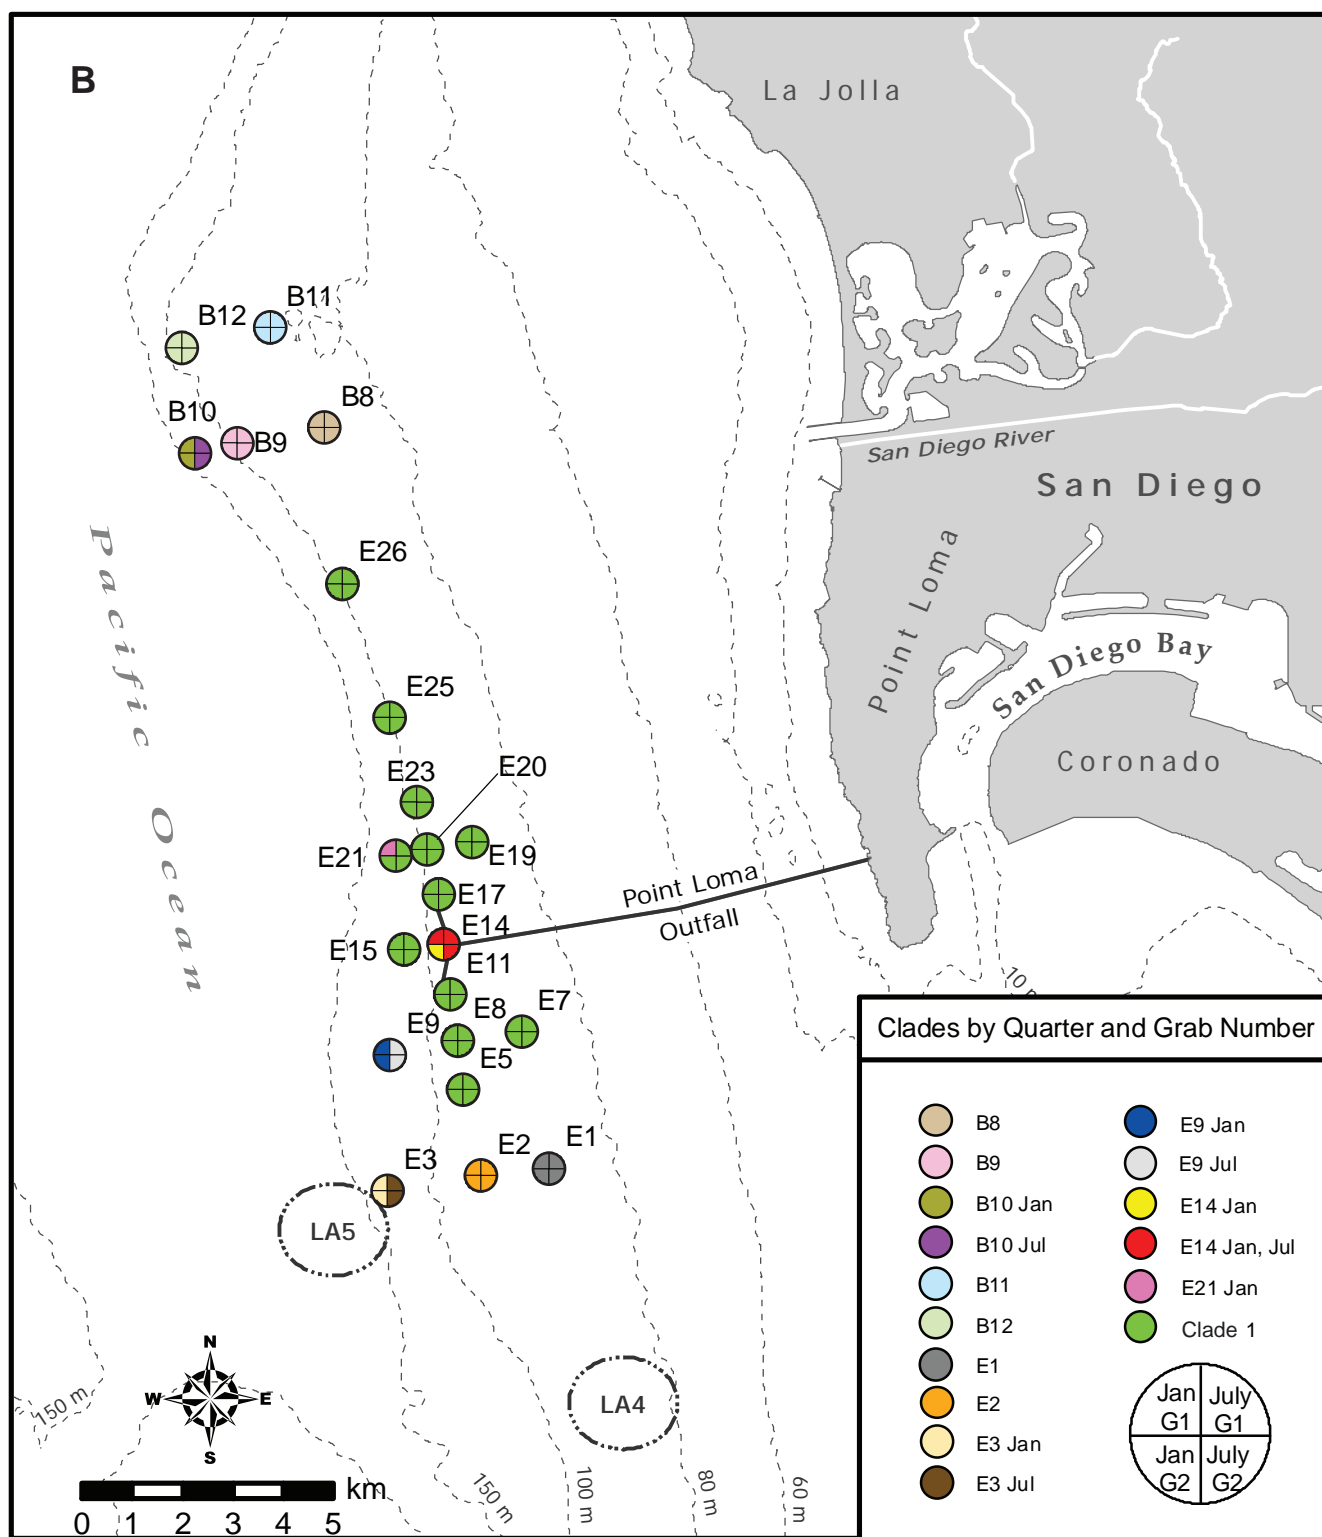 B
La Jolla
B11
B12
B8
B10
B9
San Diego River
San Diego
Pacific Ocean
Point Loma
E26
San Diego Bay
E25
Coronado
E23
E20
E21
E19
E17
Point Loma
Outfall
E14
E15
E11
E8
E7
E9
E5
10 m
E2
E1
E3
LA5
LA4
150 m
N
W
E
S
150 m
100 m
80 m
60 m
km
0 1 2 3 4 5
Clades by Quarter and Grab Number
B8
B9
B10 Jan
B10 Jul
B11
B12
E1
E2
E3 Jan
E3 Jul
E9 Jan
E9 Jul
E14 Jan
E14 Jan, Jul
E21 Jan
Clade 1
Jan July
G1 G1
Jan July
G2 G2